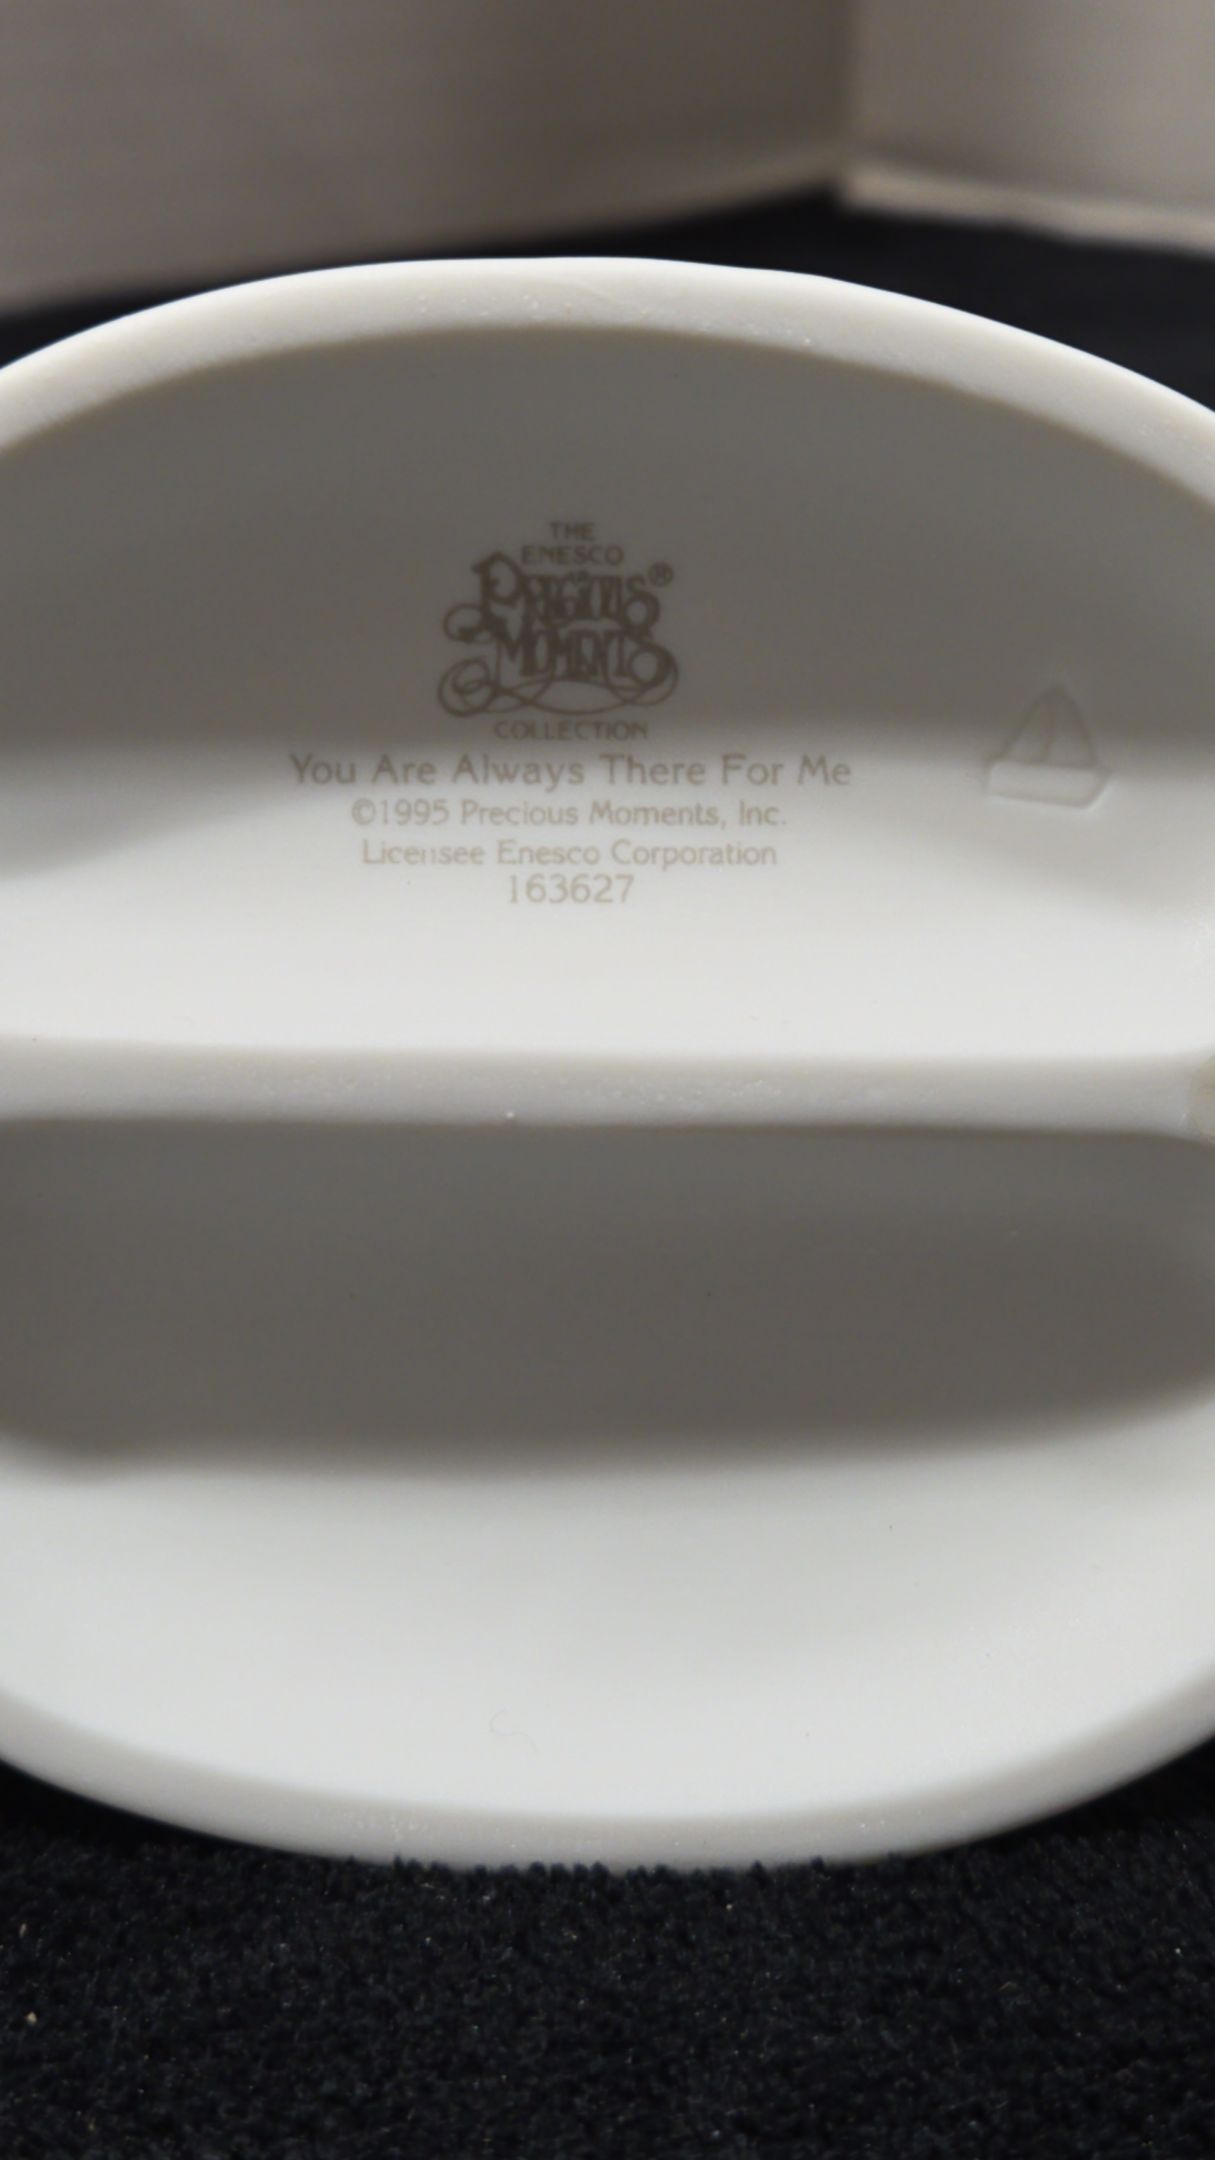 THE
ENESCO
PRECIOUS®
MOMENTS
COLLECTION
You Are Always There For Me
©1995 Precious Moments, Inc.
Licensee Enesco Corporation
163627